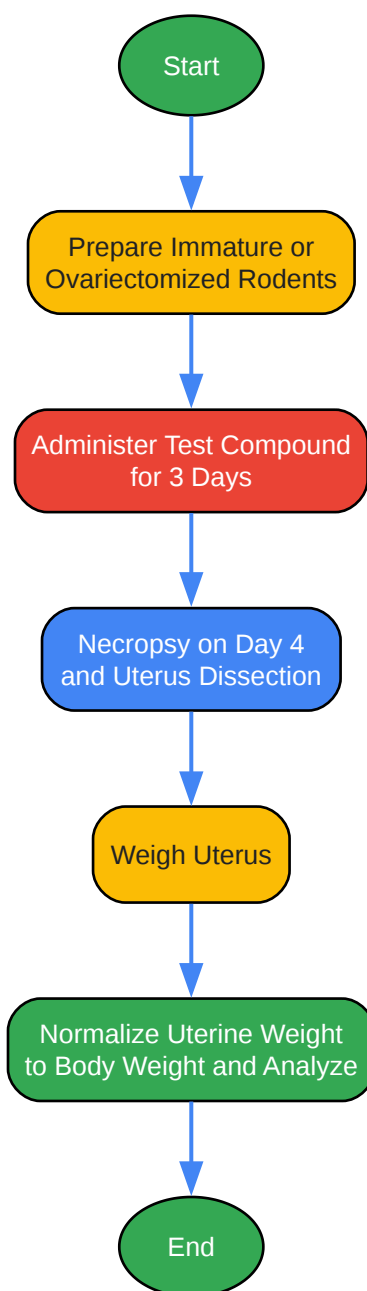 Start
Prepare Immature or
Ovariectomized Rodents
Administer Test Compound
for 3 Days
Necropsy on Day 4
and Uterus Dissection
Weigh Uterus
Normalize Uterine Weight
to Body Weight and Analyze
End